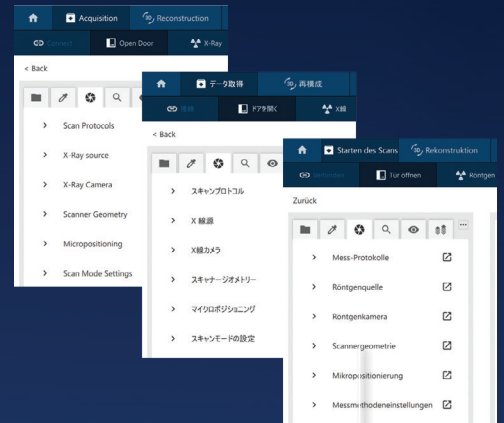 Acquisition
(3D) Reconstruction
Connect
Open Door
X-Ray
< Back
Scan Protocols
X-Ray source
X-Ray Camera
Scanner Geometry
Micropositioning
Scan Mode Settings
データ取得
(3D) 再構成
接続
ドアを開く
X線
< Back
スキャンプロトコル
X 線源
X線カメラ
スキャナージオメトリー
マイクロポジショニング
スキャンモードの設定
Starten des Scans
(3D) Rekonstruktion
Verbinden
Tür öffnen
Röntgen
Zurück
Mess-Protokolle
Röntgenquelle
Röntgenkamera
Scannergeometrie
Mikropositionierung
Messmethodeneinstellungen